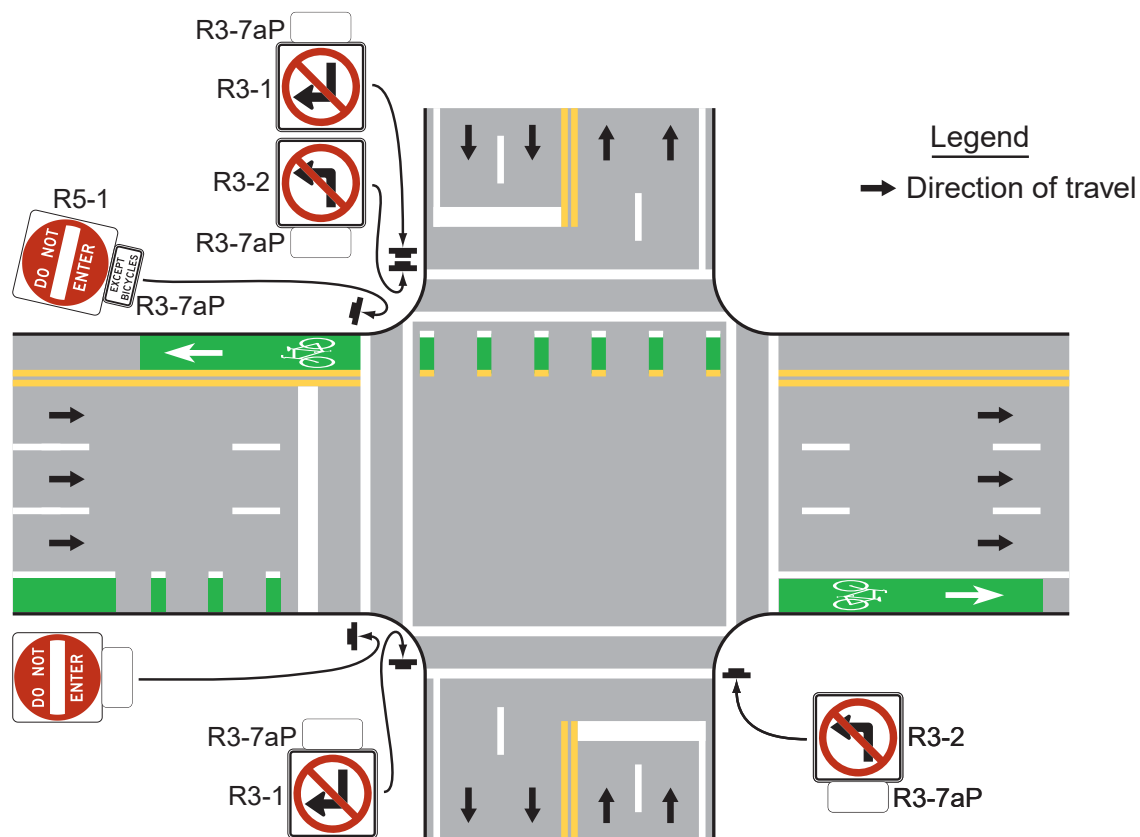 R3-7aP
R3-1
R3-2
R3-7aP
R5-1
DO NOT
ENTER
EXCEPT
BICYCLES
R3-7aP
Legend
Direction of travel
DO NOT
ENTER
R3-7aP
R3-1
R3-2
R3-7aP